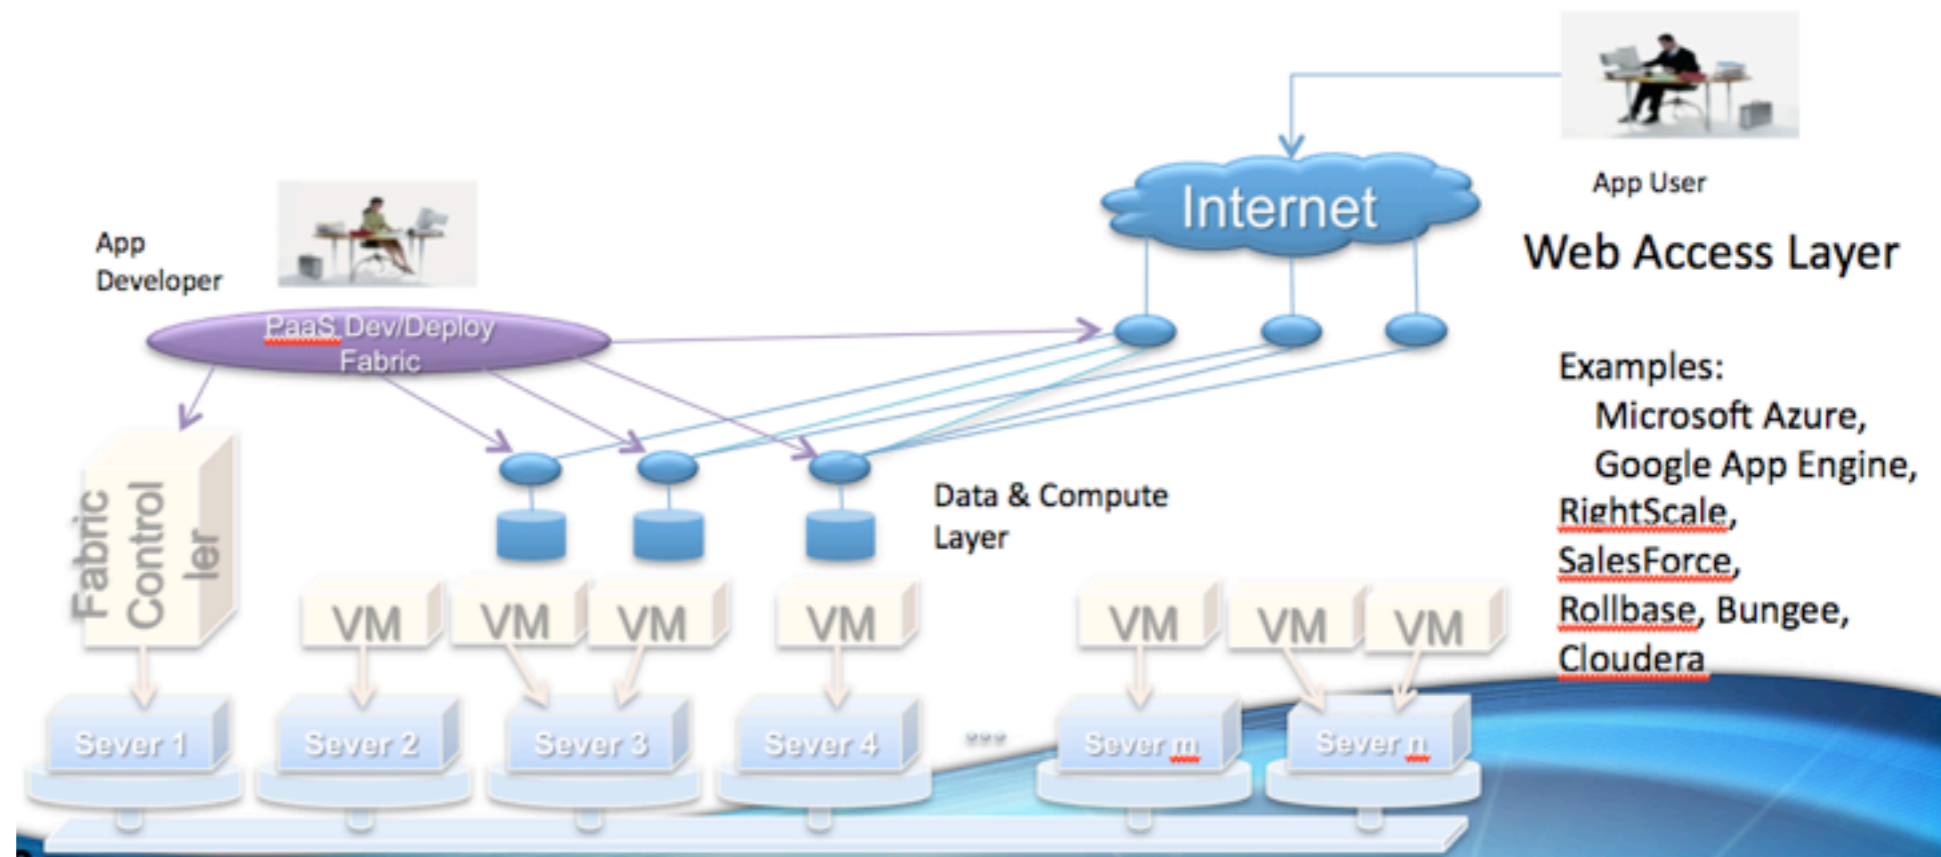 App User
Internet
Web Access Layer
App
Developer
PaaS Dev/Deploy
Fabric
Examples:
Microsoft Azure,
Google App Engine,
RightScale,
SalesForce,
Rollbase, Bungee,
Cloudera
Data & Compute
Layer
Fabric
Control
ler
VM
VM
VM
VM
VM
VM
VM
Sever 1
Sever 2
Sever 3
Sever 4
...
Sever m
Sever n